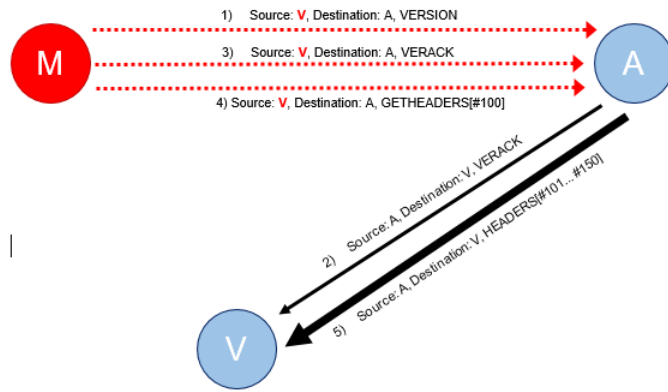 1) Source: V, Destination: A, VERSION
M
3) Source: V, Destination: A, VERACK
A
4) Source: V, Destination: A, GETHEADERS[#100]
2) Source: A, Destination: V, VERACK
5) Source: A, Destination: V, HEADERS[#101...#150]
V